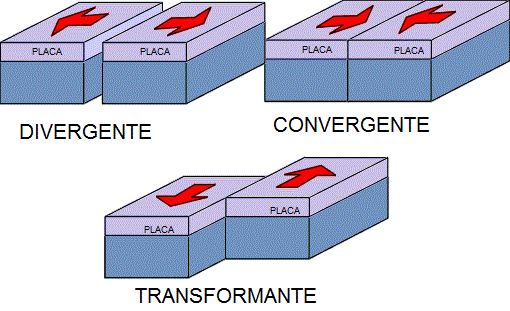 PLACA PLACA
DIVERGENTE
PLACA PLACA
CONVERGENTE
PLACA
PLACA
TRANSFORMANTE